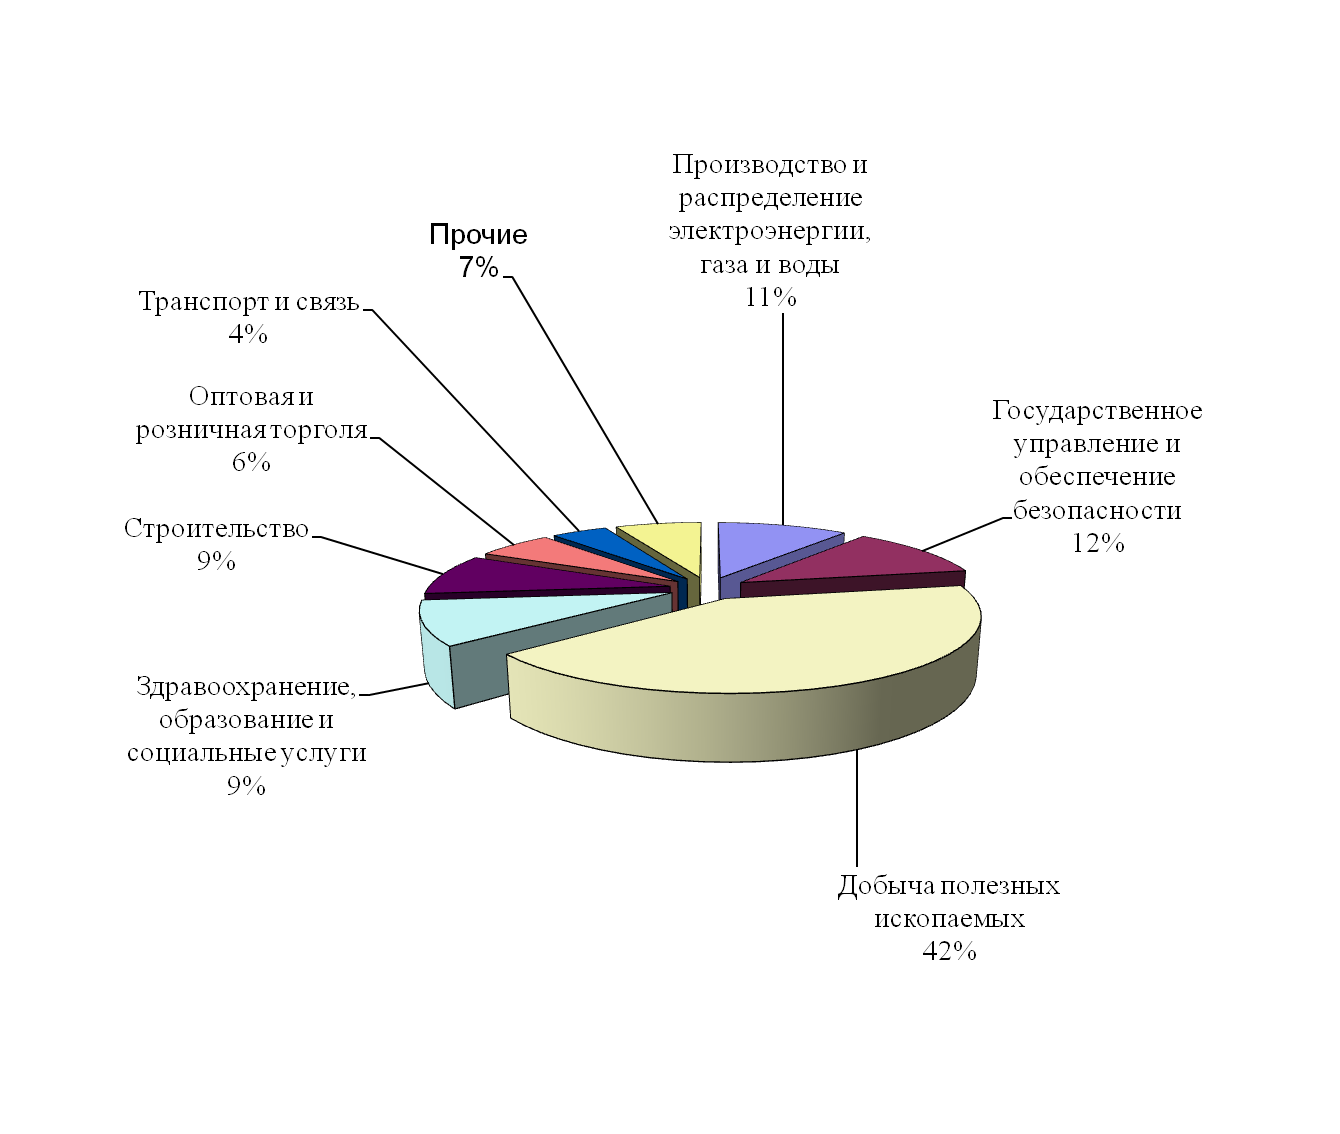 Производство и
распределение
электроэнергии,
газа и воды
11%
Прочие
7%
Транспорт и связь
4%
Оптовая и
розничная торголя
6%
Государственное
управление и
обеспечение
безопасности
12%
Строительство
9%
Здравоохранение,
образование и
социальные услуги
9%
Добыча полезных
ископаемых
42%